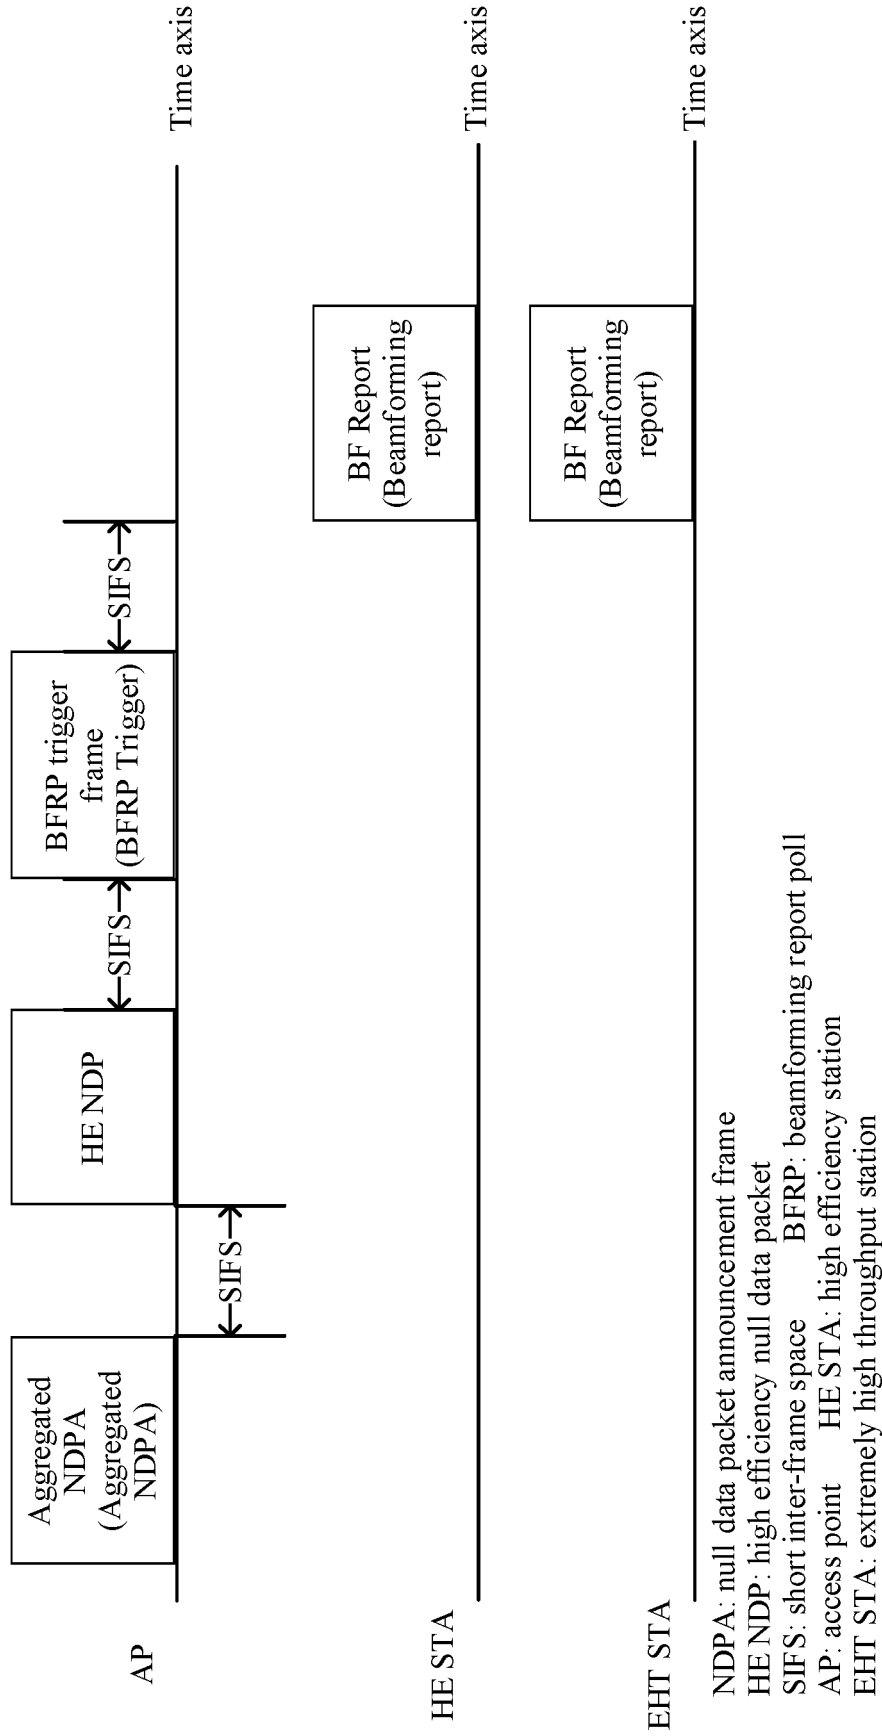 Aggregated
NDPA
(Aggregated
NDPA)
SIFS
HE NDP
SIFS
BFRP trigger
frame
(BFRP Trigger)
SIFS
AP
Time axis
BF Report
(Beamforming
report)
HE STA
Time axis
BF Report
(Beamforming
report)
EHT STA
Time axis
NDPA: null data packet announcement frame
HE NDP: high efficiency null data packet
SIFS: short inter-frame space BFRP: beamforming report poll
AP: access point HE STA: high efficiency station
EHT STA: extremely high throughput station